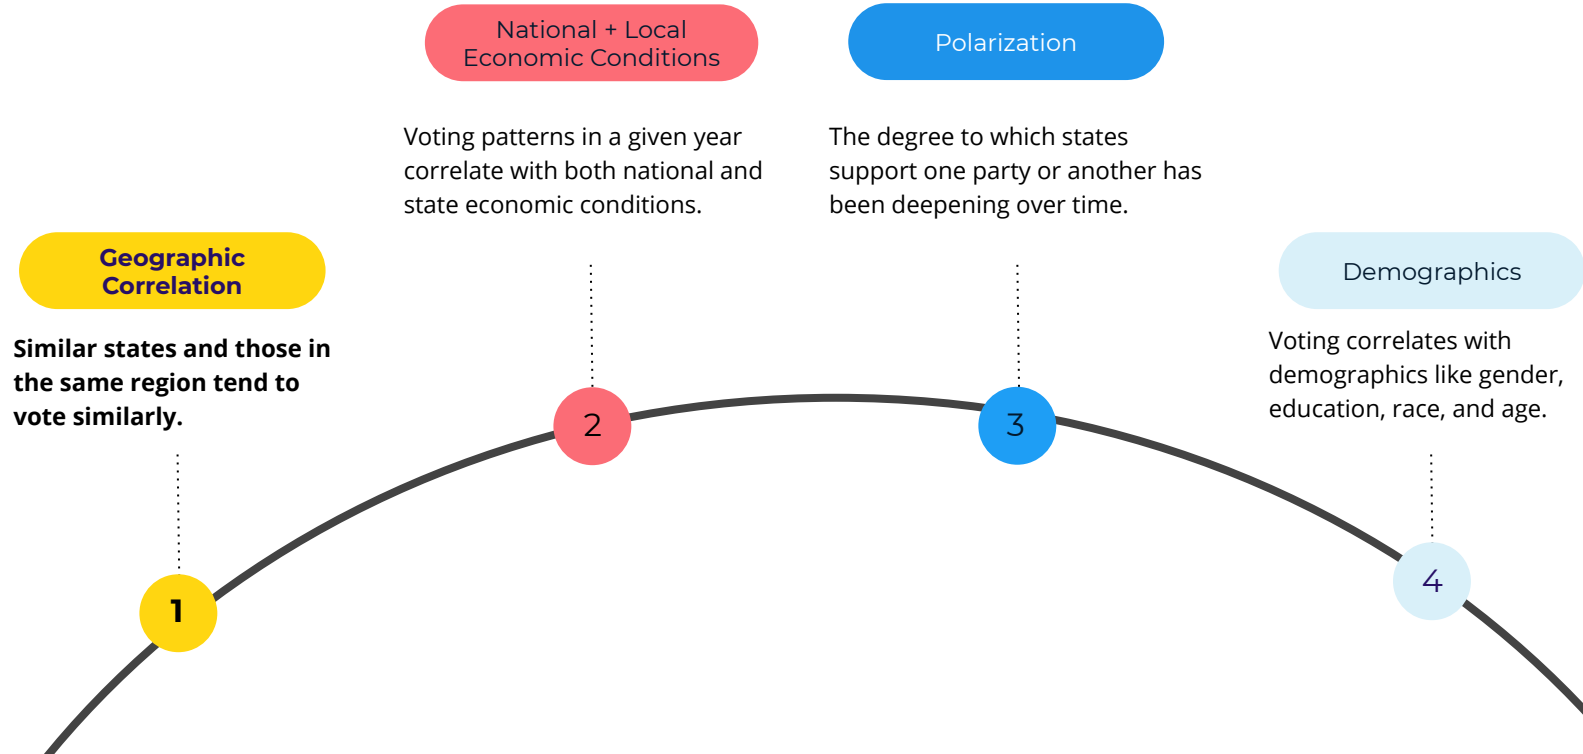 Geographic
Correlation
Similar states and those in
the same region tend to
vote similarly.
1
National + Local
Economic Conditions
Voting patterns in a given year
correlate with both national and
state economic conditions.
2
Polarization
The degree to which states
support one party or another has
been deepening over time.
3
Demographics
Voting correlates with
demographics like gender,
education, race, and age.
4